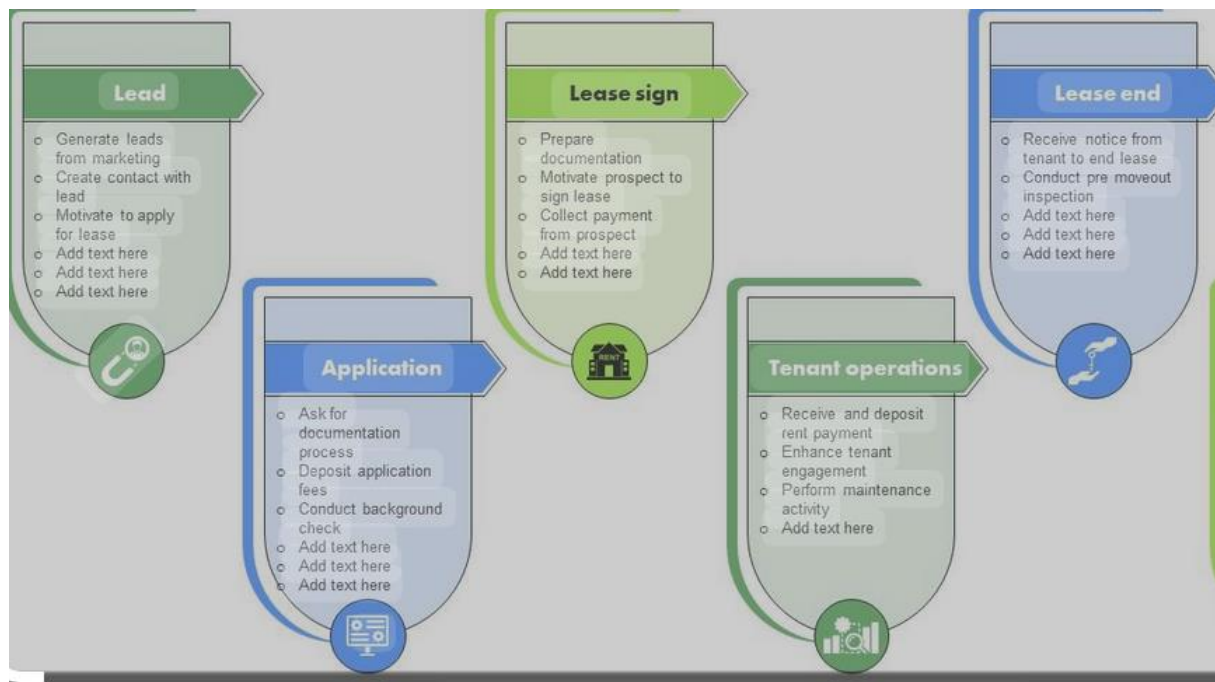 Lead
Generate leads
from marketing
Create contact with
lead
Motivate to apply
for lease
Add text here
Add text here
Add text here
Application
Ask for
documentation
process
Deposit application
fees
Conduct background
check
Add text here
Add text here
Add text here
Lease sign
Prepare
documentation
Motivate prospect to
sign lease
Collect payment
from prospect
Add text here
Add text here
RENT
Tenant operations
Receive and deposit
rent payment
Enhance tenant
engagement
Perform maintenance
activity
Add text here
Lease end
Receive notice from
tenant to end lease
Conduct pre moveout
inspection
Add text here
Add text here
Add text here